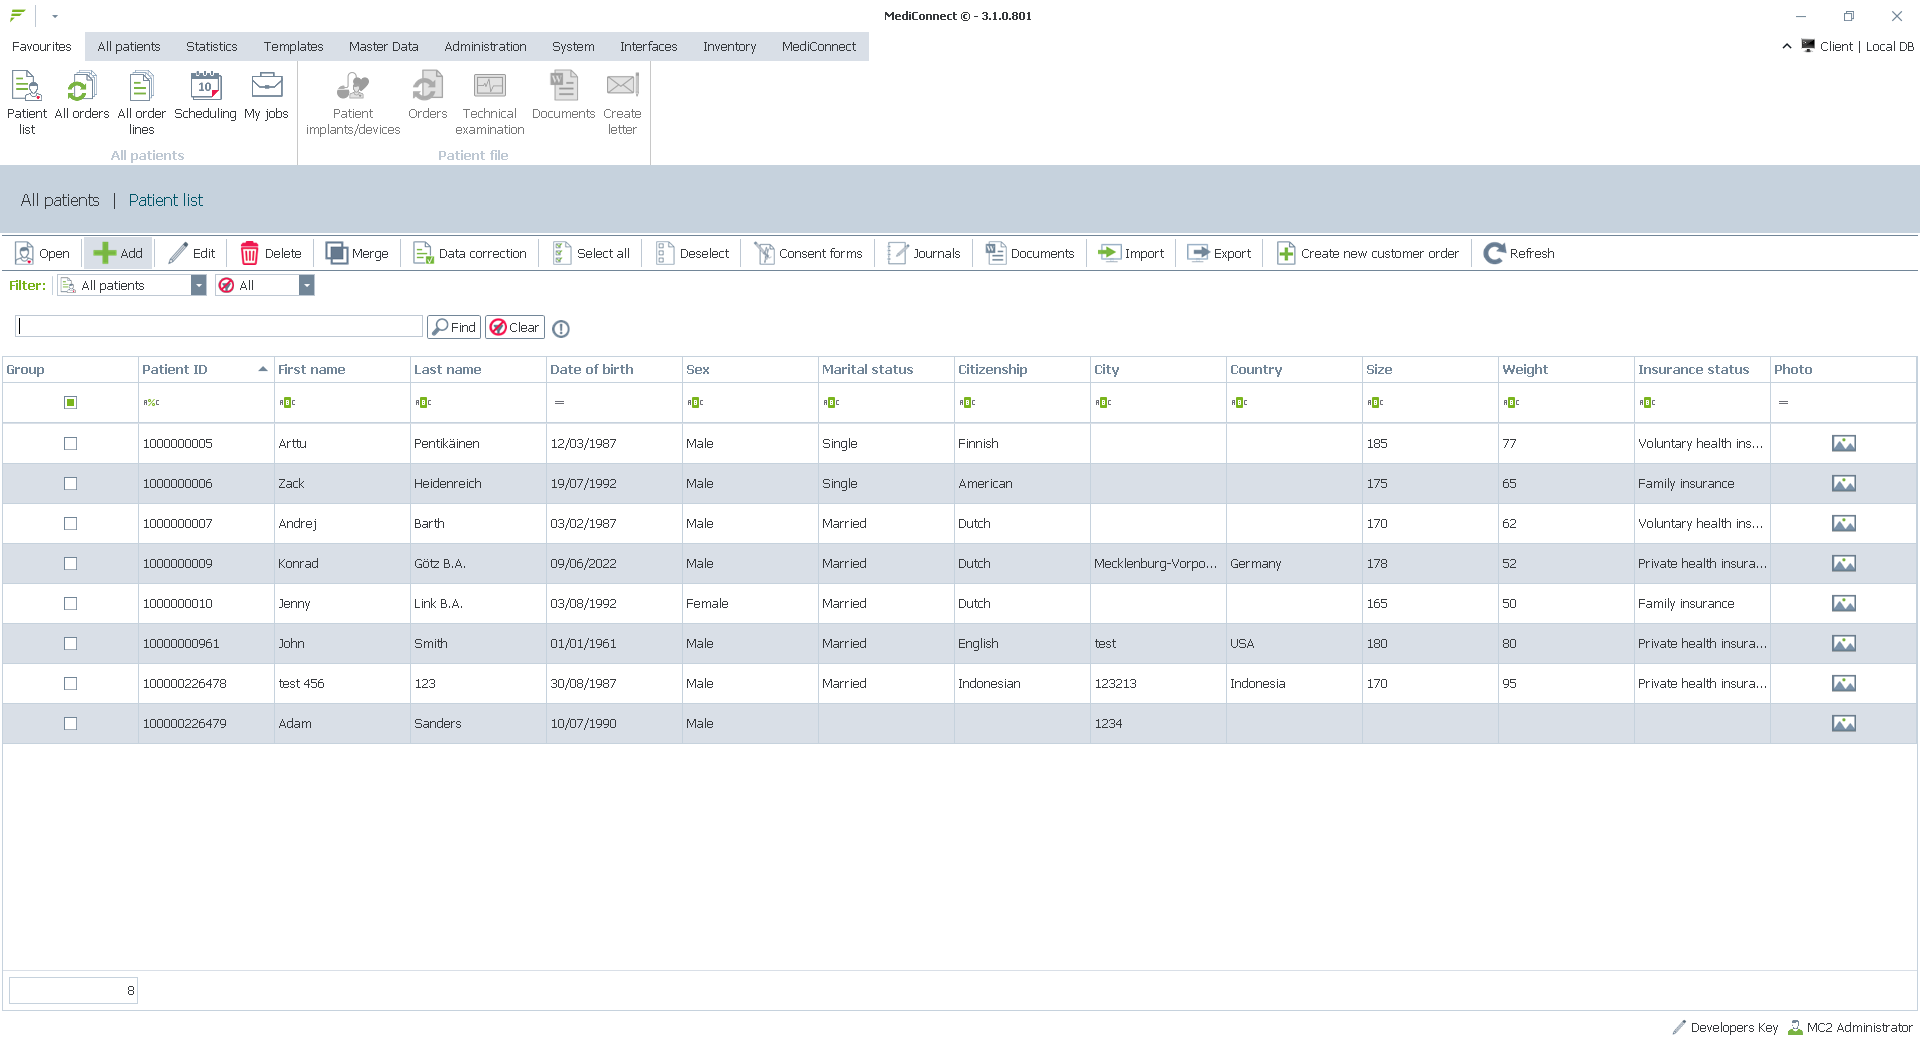 MediConnect © - 3.1.0.801
Favourites All patients Statistics Templates Master Data Administration System Interfaces Inventory MediConnect Client | Local DB
Patient list All orders All order lines Scheduling My jobs Patient implants/devices Orders Technical examination Documents Create letter
All patients Patient file
All patients | Patient list
Open Add Edit Delete Merge Data correction Select all Deselect Consent forms Journals Documents Import Export Create new customer order Refresh
Filter: All patients All
Find Clear
Group Patient ID First name Last name Date of birth Sex Marital status Citizenship City Country Size Weight Insurance status Photo
A%C ABC ABC = ABC ABC ABC ABC ABC ABC ABC ABC =
1000000005 Arttu Pentikäinen 12/03/1987 Male Single Finnish 185 77 Voluntary health ins...
1000000006 Zack Heidenreich 19/07/1992 Male Single American 175 65 Family insurance
1000000007 Andrej Barth 03/02/1987 Male Married Dutch 170 62 Voluntary health ins...
1000000009 Konrad Götz B.A. 09/06/2022 Male Married Dutch Mecklenburg-Vorpo... Germany 178 52 Private health insura...
1000000010 Jenny Link B.A. 03/08/1992 Female Married Dutch 165 50 Family insurance
10000000961 John Smith 01/01/1961 Male Married English test USA 180 80 Private health insura...
100000226478 test 456 123 30/08/1987 Male Married Indonesian 123213 Indonesia 170 95 Private health insura...
100000226479 Adam Sanders 10/07/1990 Male 1234
8
Developers Key MC2 Administrator